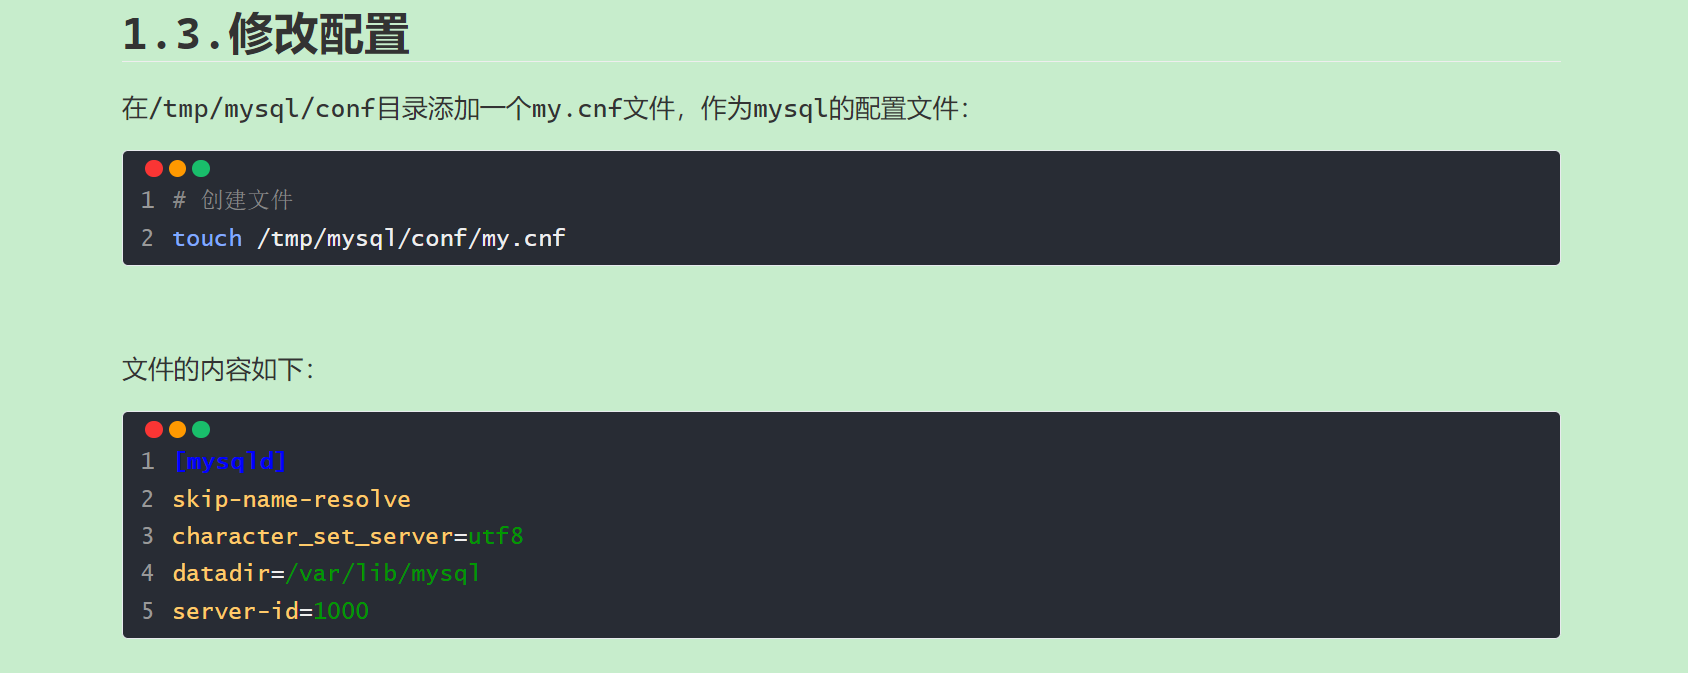 1.3.修改配置
在/tmp/mysql/conf目录添加一个my.cnf文件，作为mysql的配置文件：
1 # 创建文件
2 touch /tmp/mysql/conf/my.cnf
文件的内容如下：
1 [mysqld]
2 skip-name-resolve
3 character_set_server=utf8
4 datadir=/var/lib/mysql
5 server-id=1000